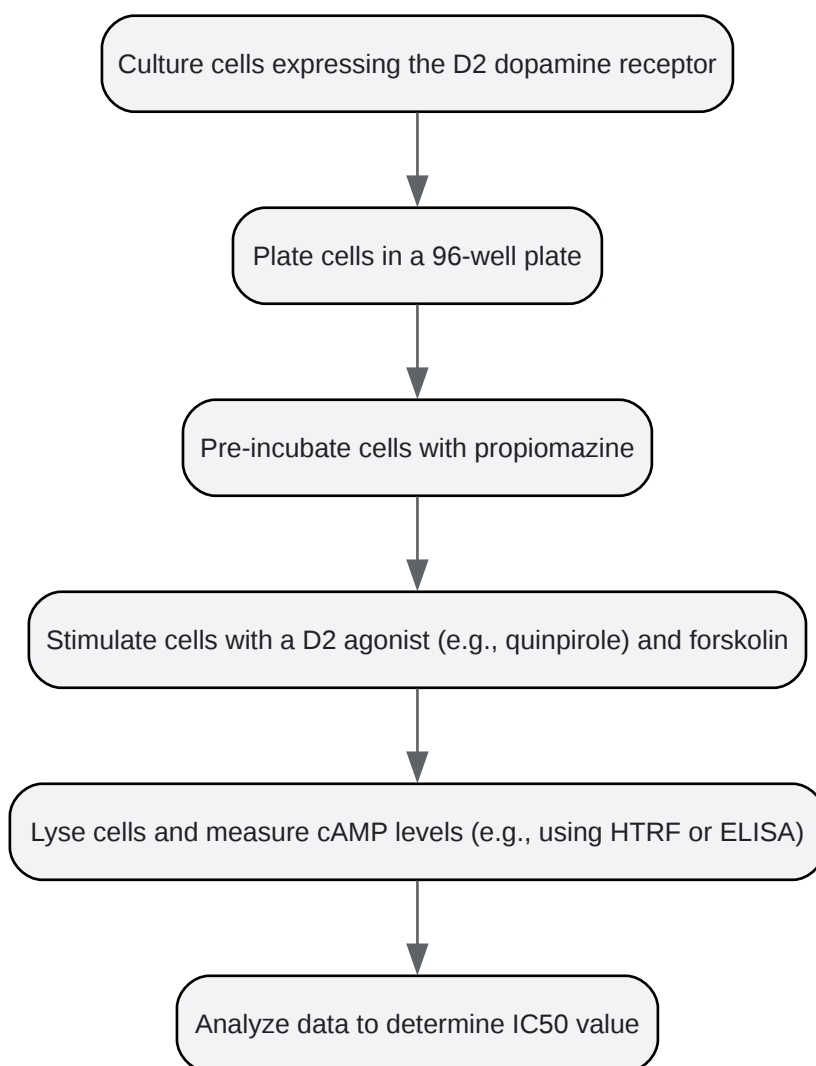 Culture cells expressing the D2 dopamine receptor
Plate cells in a 96-well plate
Pre-incubate cells with propiomazine
Stimulate cells with a D2 agonist (e.g., quinpirole) and forskolin
Lyse cells and measure cAMP levels (e.g., using HTRF or ELISA)
Analyze data to determine IC50 value